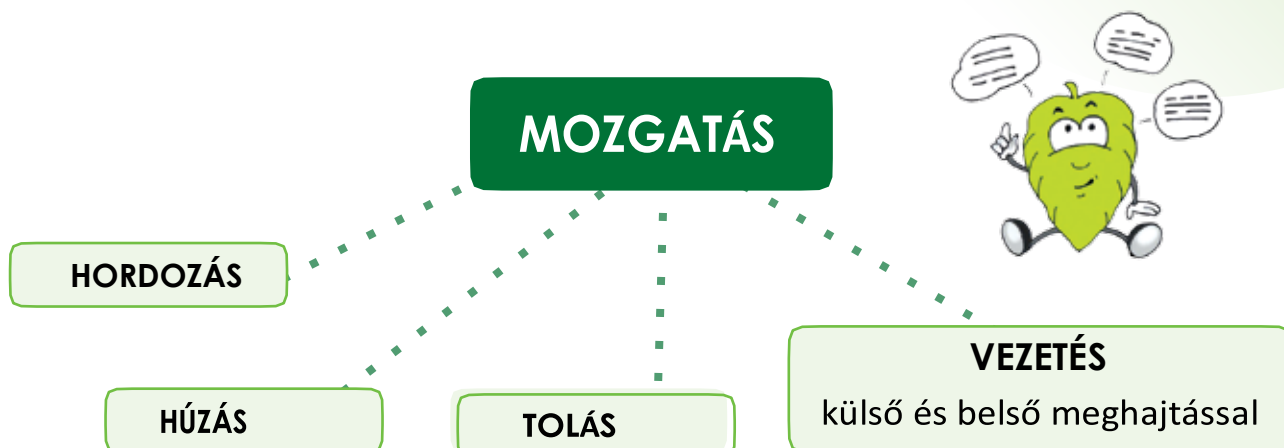 MOZGATÁS
HORDOZÁS
HÚZÁS
TOLÁS
VEZETÉS
külső és belső meghajtással